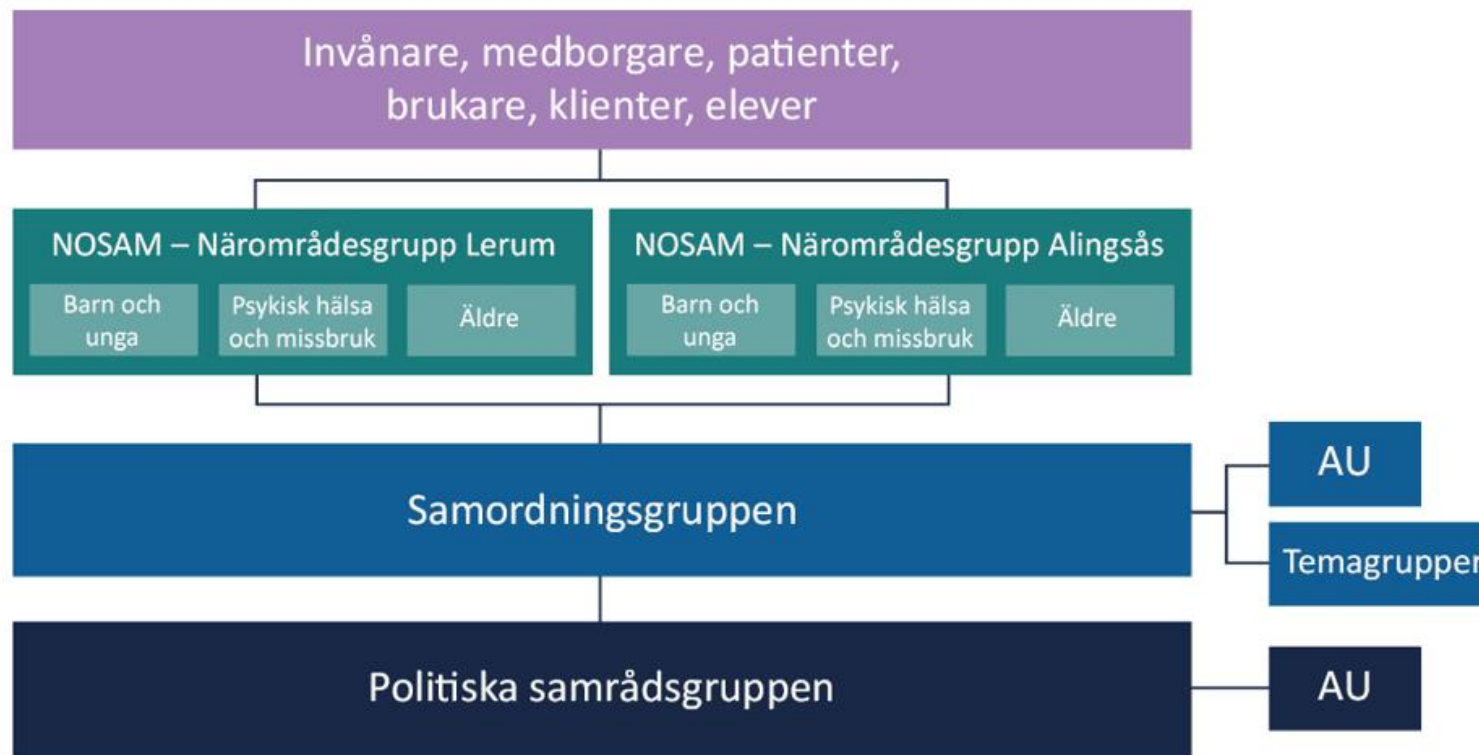 Invånare, medborgare, patienter,
brukare, klienter, elever
NOSAM – Närområdesgrupp Lerum
Barn och
unga
Psykisk hälsa
och missbruk
Äldre
NOSAM – Närområdesgrupp Alingsås
Barn och
unga
Psykisk hälsa
och missbruk
Äldre
Samordningsgruppen
AU
Temagrupper
Politiska samrådsgruppen
AU